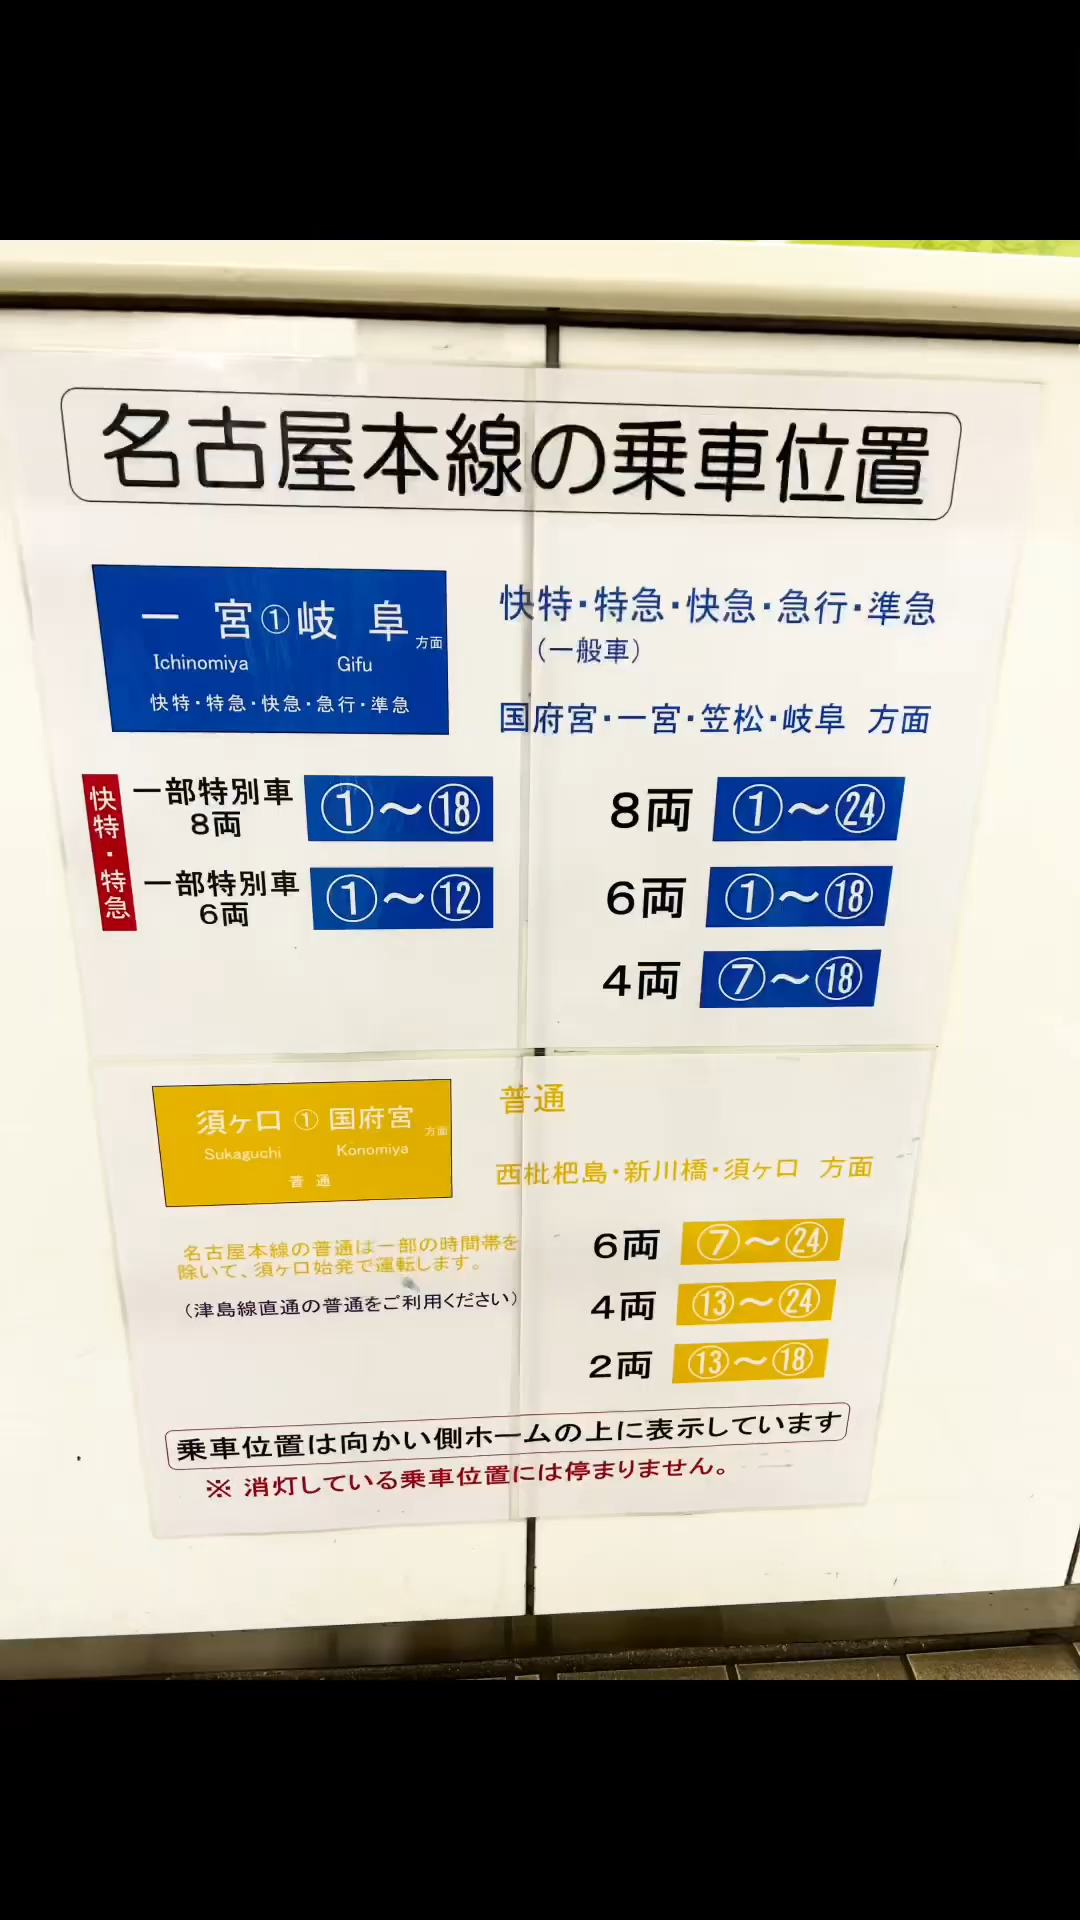 名古屋本線の乗車位置
一宮①岐阜 方面
Ichinomiya Gifu
快特・特急・快急・急行・準急
快特・特急・快急・急行・準急
(一般車)
国府宮・一宮・笠松・岐阜 方面
快特・特急
一部特別車 8両 ①～⑱
一部特別車 6両 ①～⑫
8両 ①～㉔
6両 ①～⑱
4両 ⑦～⑱
須ヶ口①国府宮 方面
Sukaguchi Konomiya
普通
普通
西枇杷島・新川橋・須ヶ口 方面
名古屋本線の普通は一部の時間帯を
除いて、須ヶ口始発で運転します。
(津島線直通の普通をご利用ください)
6両 ⑦～㉔
4両 ⑬～㉔
2両 ⑬～⑱
乗車位置は向かい側ホームの上に表示しています
※ 消灯している乗車位置には停まりません。